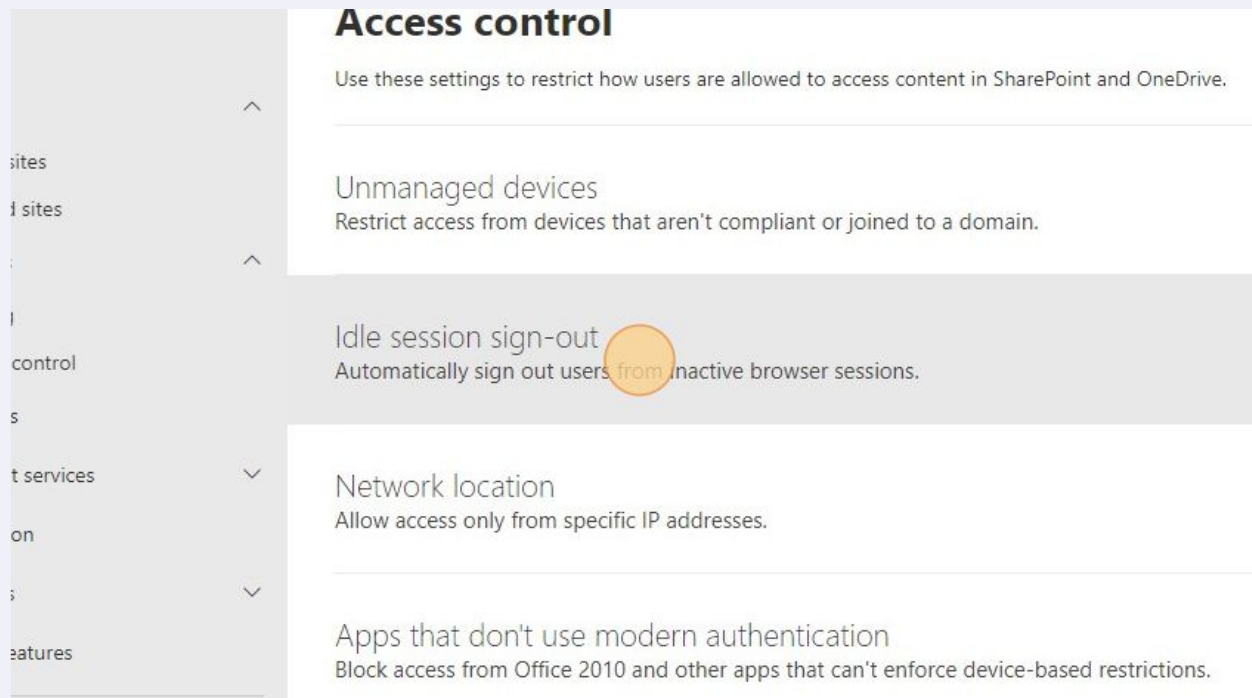 Access control
Use these settings to restrict how users are allowed to access content in SharePoint and OneDrive.
sites
sites
control
services
Unmanaged devices
Restrict access from devices that aren't compliant or joined to a domain.
Idle session sign-out
Automatically sign out users from inactive browser sessions.
Network location
Allow access only from specific IP addresses.
Apps that don't use modern authentication
Block access from Office 2010 and other apps that can't enforce device-based restrictions.